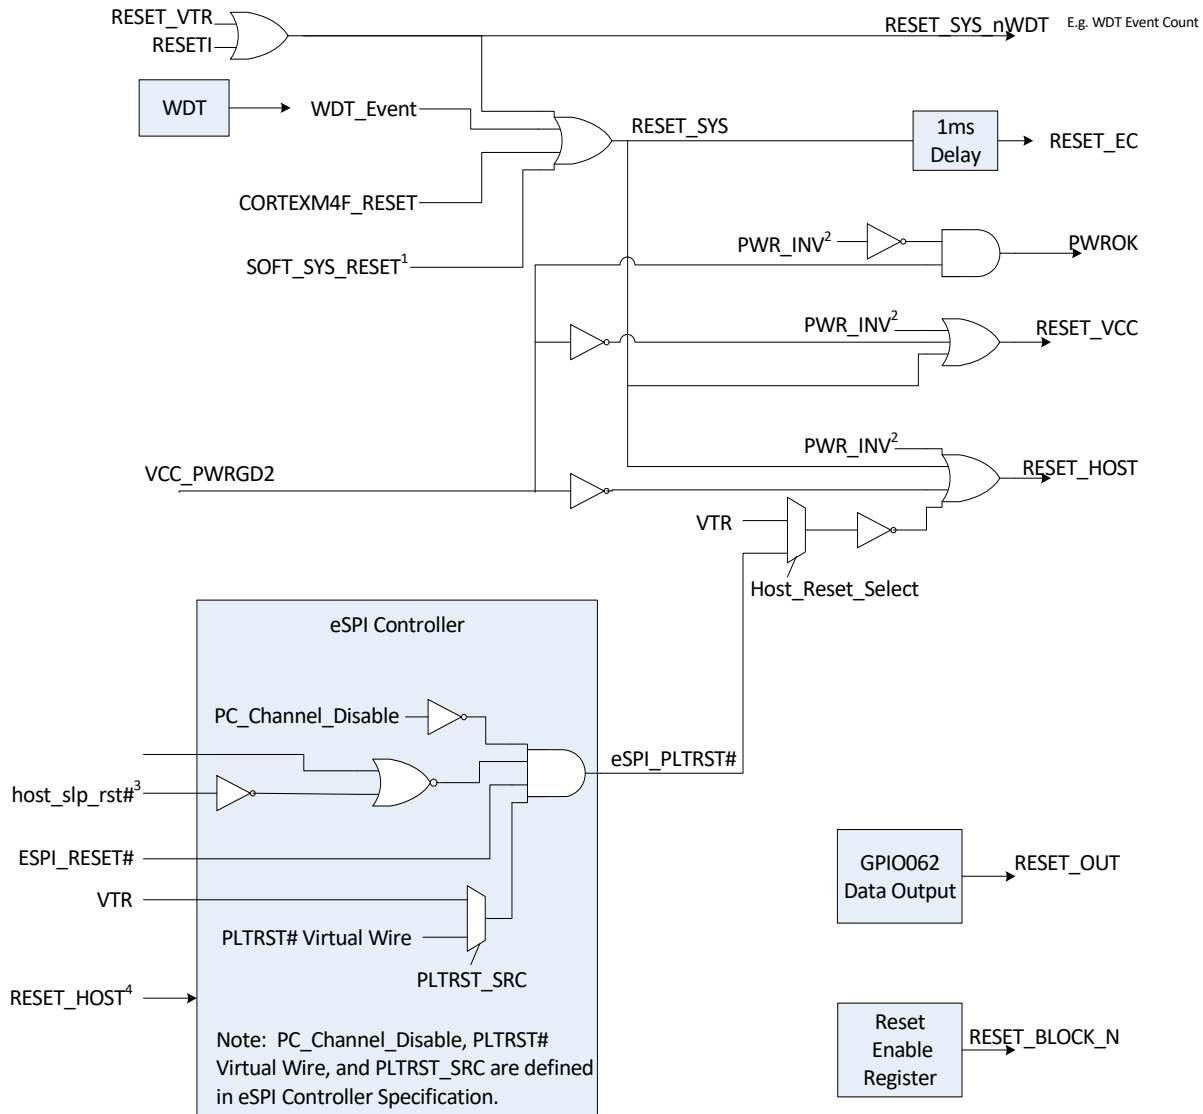 RESET_VTR
RESETI
RESET_SYS_nWDT
E.g. WDT Event Count
WDT
WDT_Event
RESET_SYS
1ms
Delay
RESET_EC
CORTEXM4F_RESET
SOFT_SYS_RESET1
PWR_INV2
PWROK
PWR_INV2
RESET_VCC
PWR_INV2
RESET_HOST
VCC_PWRGD2
VTR
Host_Reset_Select
eSPI Controller
PC_Channel_Disable
eSPI_PLTRST#
host_slp_rst#3
ESPI_RESET#
VTR
PLTRST# Virtual Wire
PLTRST_SRC
RESET_HOST4
Note: PC_Channel_Disable, PLTRST#
Virtual Wire, and PLTRST_SRC are defined
in eSPI Controller Specification.
GPIO062
Data Output
RESET_OUT
Reset
Enable
Register
RESET_BLOCK_N